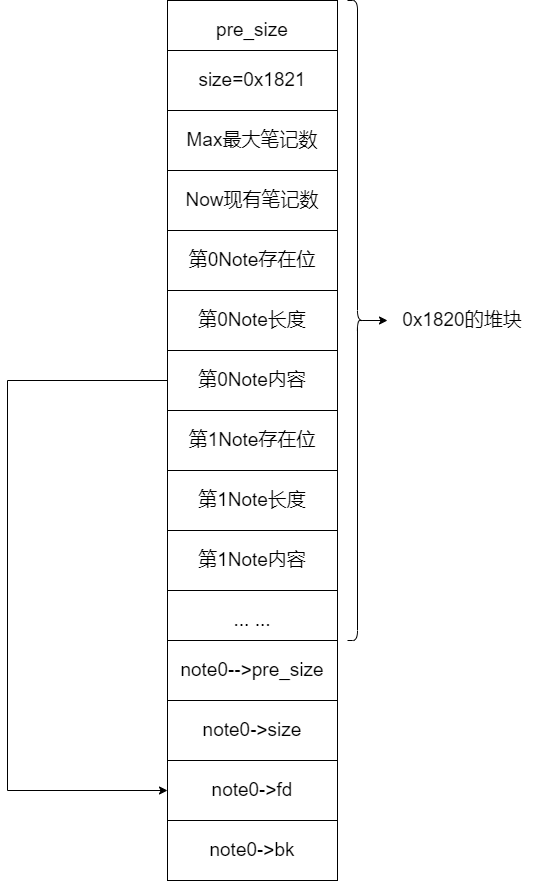 pre_size
size=0x1821
Max最大笔记数
Now现有笔记数
第0Note存在位
第0Note长度
0x1820的堆块
第0Note内容
第1Note存在位
第1Note长度
第1Note内容
... ...
note0-->pre_size
note0->size
note0->fd
note0->bk